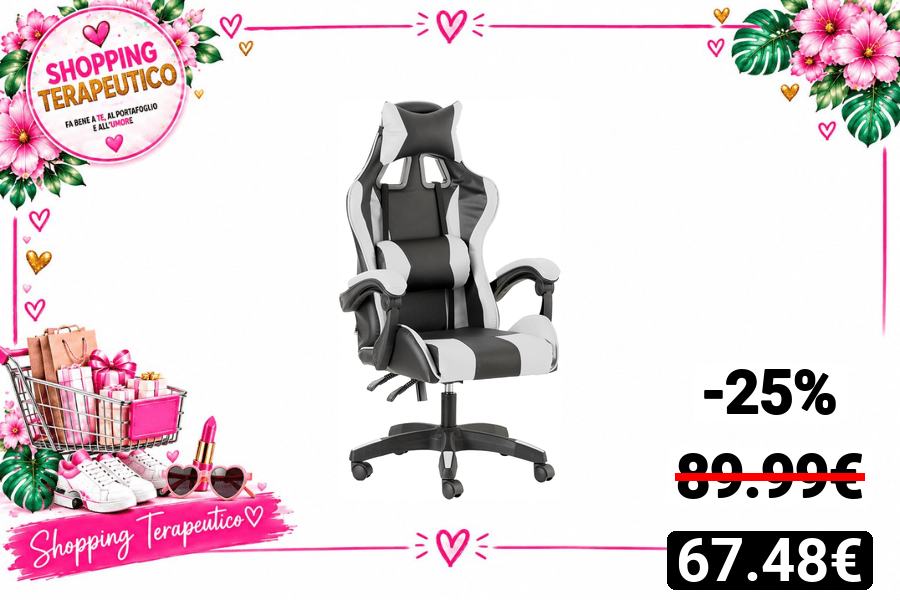 SHOPPING
TERAPEUTICO
FA BENE A TE, AL PORTAFOGLIO
E ALL'UMORE
-25%
89.99€
67.48€
Shopping Terapeutico